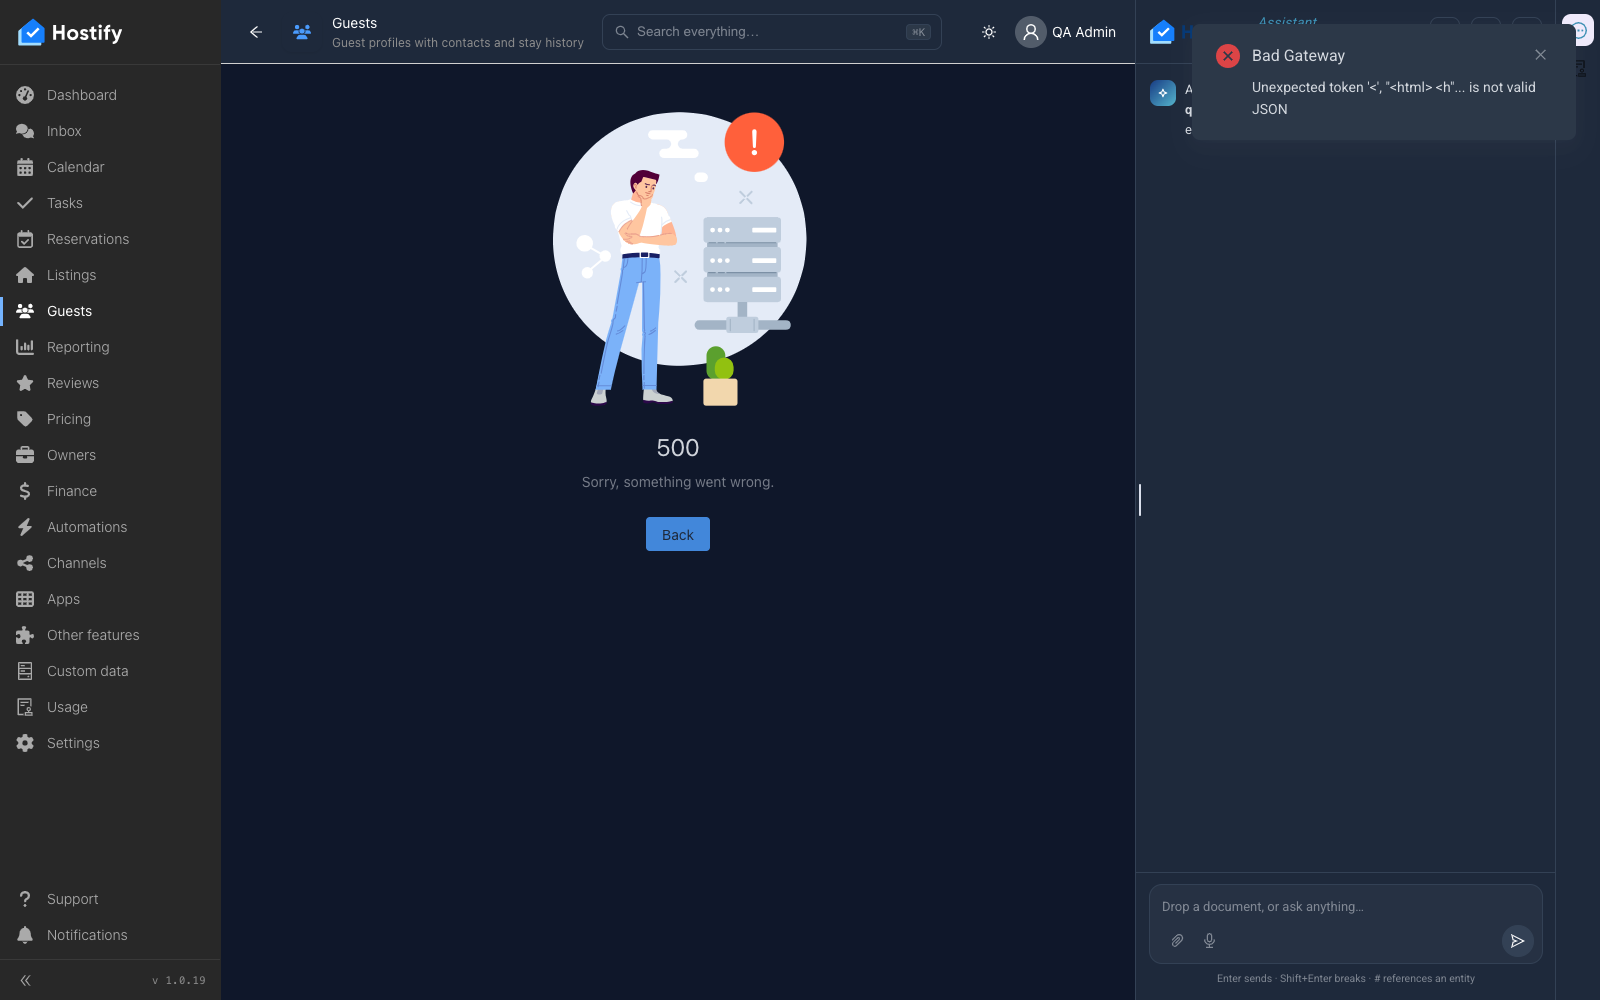 Hostify
Dashboard
Inbox
Calendar
Tasks
Reservations
Listings
Guests
Reporting
Reviews
Pricing
Owners
Finance
Automations
Channels
Apps
Other features
Custom data
Usage
Settings
Support
Notifications
v 1.0.19
Guests
Guest profiles with contacts and stay history
Search everything...
⌘K
QA Admin
500
Sorry, something went wrong.
Back
Assistant
Bad Gateway
Unexpected token '<', "<html> <h"... is not valid
JSON
Drop a document, or ask anything...
Enter sends · Shift+Enter breaks · # references an entity